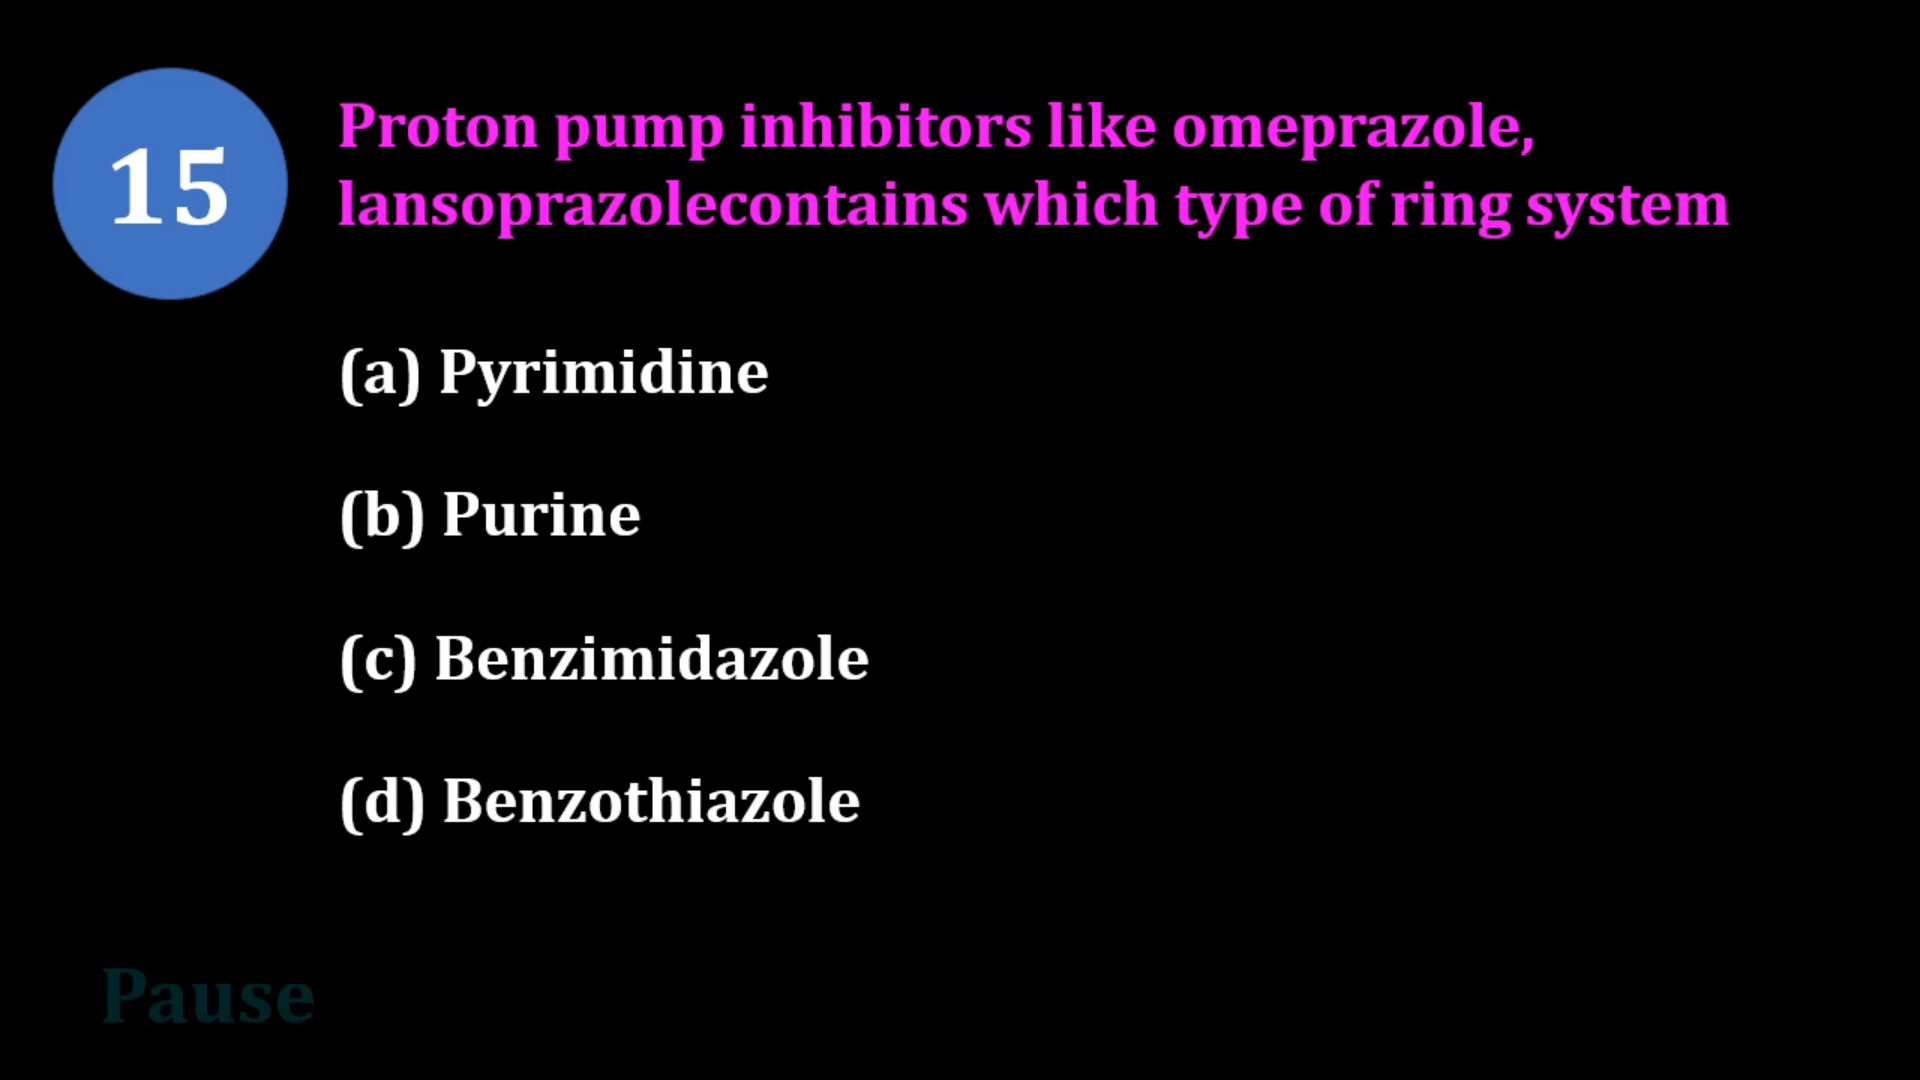 15
Proton pump inhibitors like omeprazole,
lansoprazolecontains which type of ring system
(a) Pyrimidine
(b) Purine
(c) Benzimidazole
(d) Benzothiazole
Pause